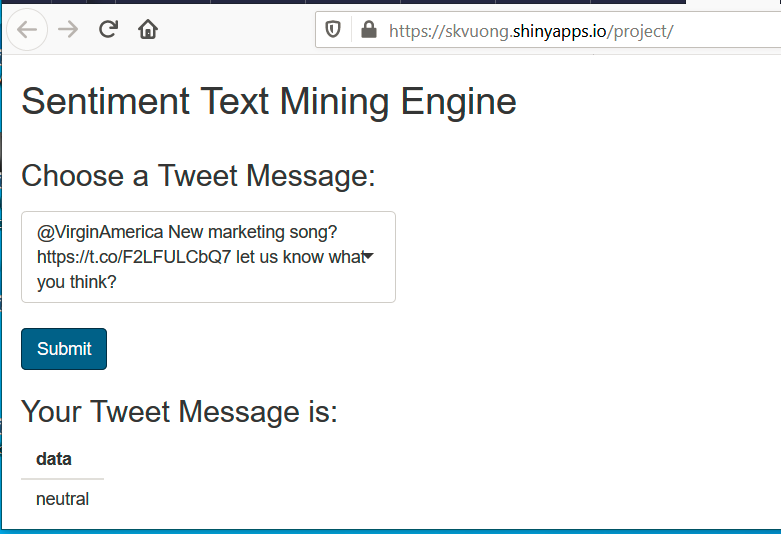 https://skvuong.shinyapps.io/project/
Sentiment Text Mining Engine
Choose a Tweet Message:
@VirginAmerica New marketing song?
https://t.co/F2LFULCbQ7 let us know what
you think?
Submit
Your Tweet Message is:
data
neutral